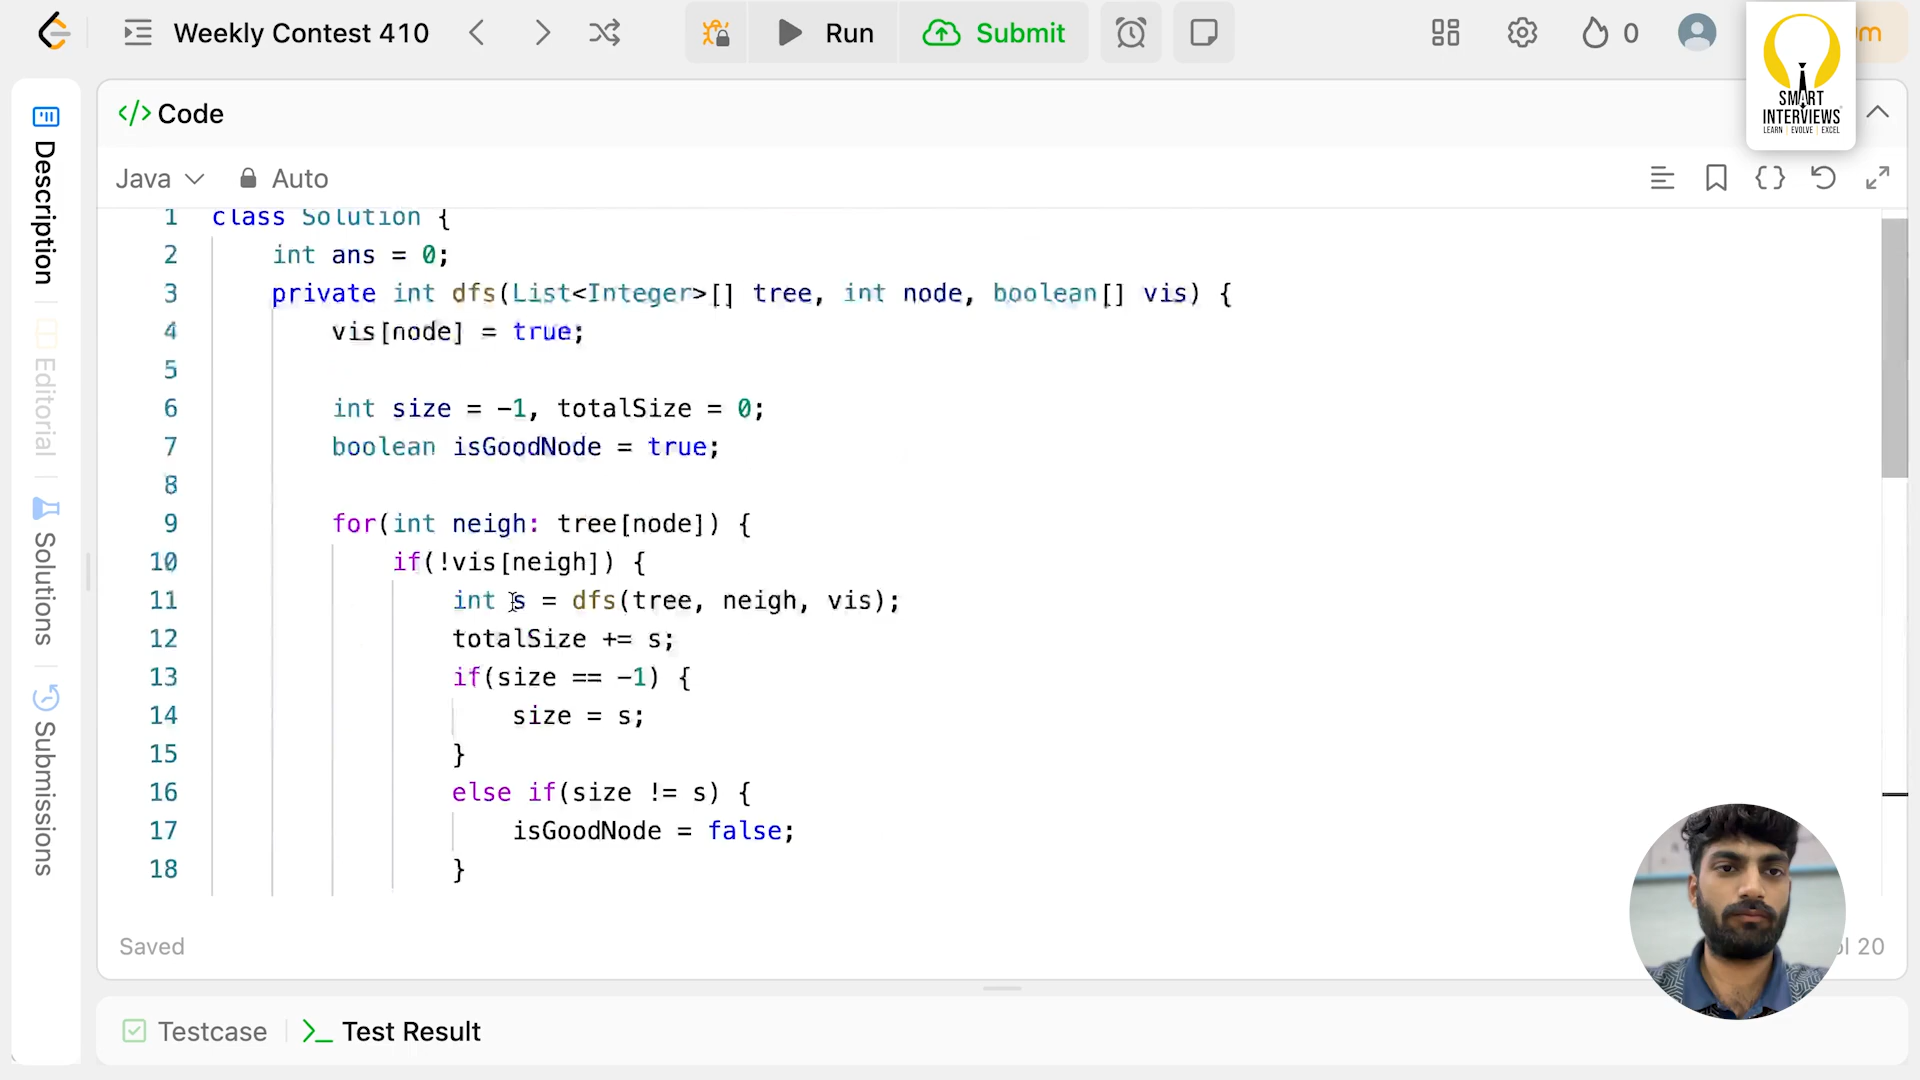 Weekly Contest 410
Run
Submit
0
m
SMART
INTERVIEWS
LEARN | EVOLVE | EXCEL
Description
Editorial
Solutions
Submissions
</> Code
Java
Auto
1 class Solution {
2 int ans = 0;
3 private int dfs(List<Integer>[] tree, int node, boolean[] vis) {
4 vis[node] = true;
5
6 int size = -1, totalSize = 0;
7 boolean isGoodNode = true;
8
9 for(int neigh: tree[node]) {
10 if(!vis[neigh]) {
11 int s = dfs(tree, neigh, vis);
12 totalSize += s;
13 if(size == -1) {
14 size = s;
15 }
16 else if(size != s) {
17 isGoodNode = false;
18 }
Saved
ol 20
Testcase
>_ Test Result